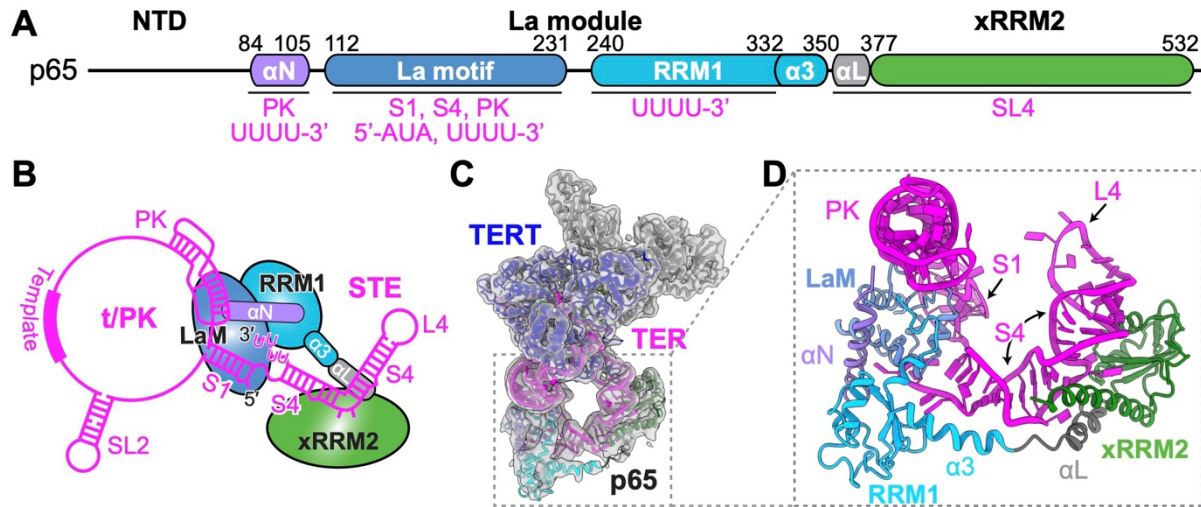 A
NTD
La module
xRRM2
84 105 112 231 240 332 350 377 532
p65
αN
La motif
RRM1
α3
αL
PK
UUUU-3’
S1, S4, PK
5’-AUA, UUUU-3’
UUUU-3’
SL4
B
PK
Template
t/PK
RRM1
αN
LaM
3’
UU
UU
STE
L4
α3
αL
S4
S1
5’
S4
xRRM2
SL2
C
TERT
TER
p65
D
PK
L4
LaM
S1
S4
αN
xRRM2
α3
αL
RRM1